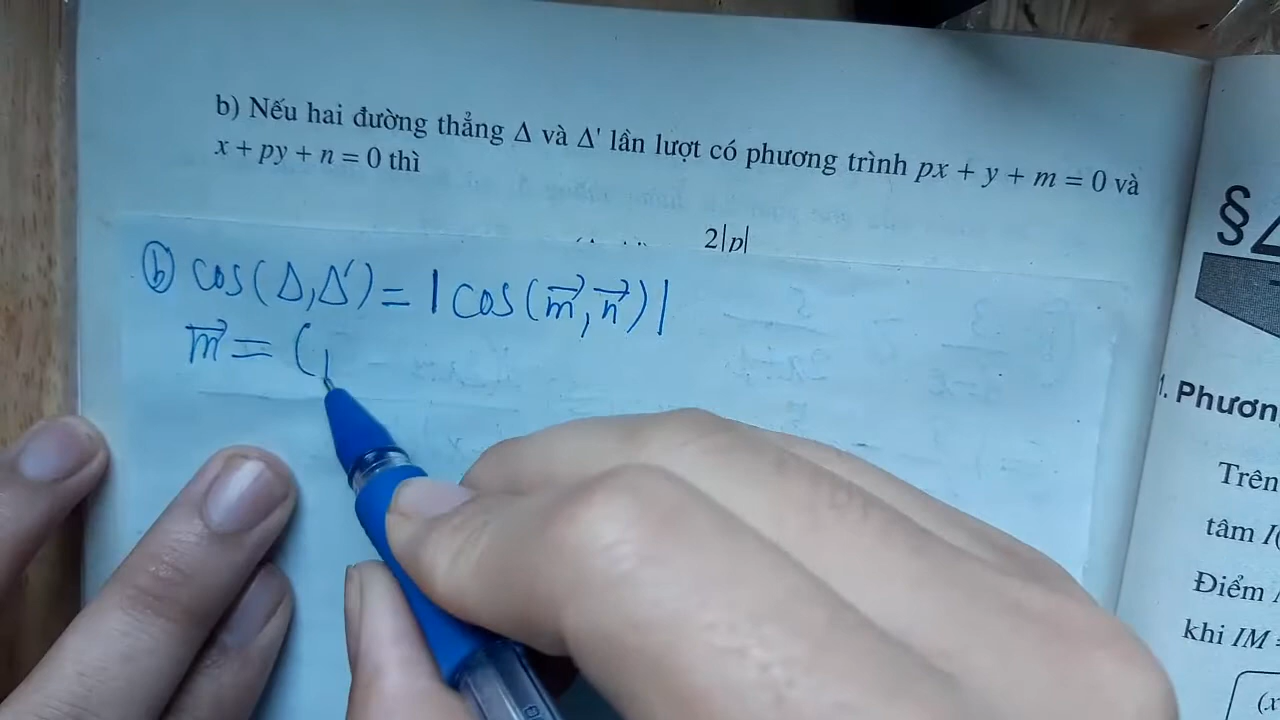 b) Nếu hai đường thẳng Δ và Δ' lần lượt có phương trình px + y + m = 0 và
x + py + n = 0 thì
2|p|
b) cos(Δ,Δ') = |cos(m⃗,n⃗)|
m⃗ = (
§
1. Phươn
Trên
tâm I(
Điểm
khi IM =
(x